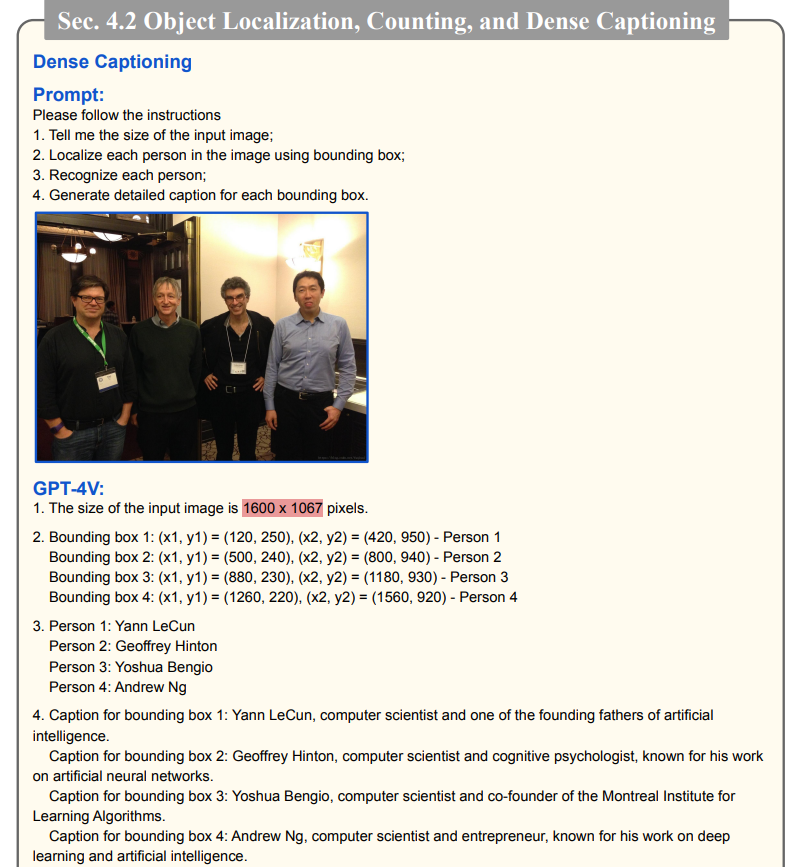 Sec. 4.2 Object Localization, Counting, and Dense Captioning
Dense Captioning
Prompt:
Please follow the instructions
1. Tell me the size of the input image;
2. Localize each person in the image using bounding box;
3. Recognize each person;
4. Generate detailed caption for each bounding box.
GPT-4V:
1. The size of the input image is 1600 x 1067 pixels.
2. Bounding box 1: (x1, y1) = (120, 250), (x2, y2) = (420, 950) - Person 1
Bounding box 2: (x1, y1) = (500, 240), (x2, y2) = (800, 940) - Person 2
Bounding box 3: (x1, y1) = (880, 230), (x2, y2) = (1180, 930) - Person 3
Bounding box 4: (x1, y1) = (1260, 220), (x2, y2) = (1560, 920) - Person 4
3. Person 1: Yann LeCun
Person 2: Geoffrey Hinton
Person 3: Yoshua Bengio
Person 4: Andrew Ng
4. Caption for bounding box 1: Yann LeCun, computer scientist and one of the founding fathers of artificial
intelligence.
Caption for bounding box 2: Geoffrey Hinton, computer scientist and cognitive psychologist, known for his work
on artificial neural networks.
Caption for bounding box 3: Yoshua Bengio, computer scientist and co-founder of the Montreal Institute for
Learning Algorithms.
Caption for bounding box 4: Andrew Ng, computer scientist and entrepreneur, known for his work on deep
learning and artificial intelligence.